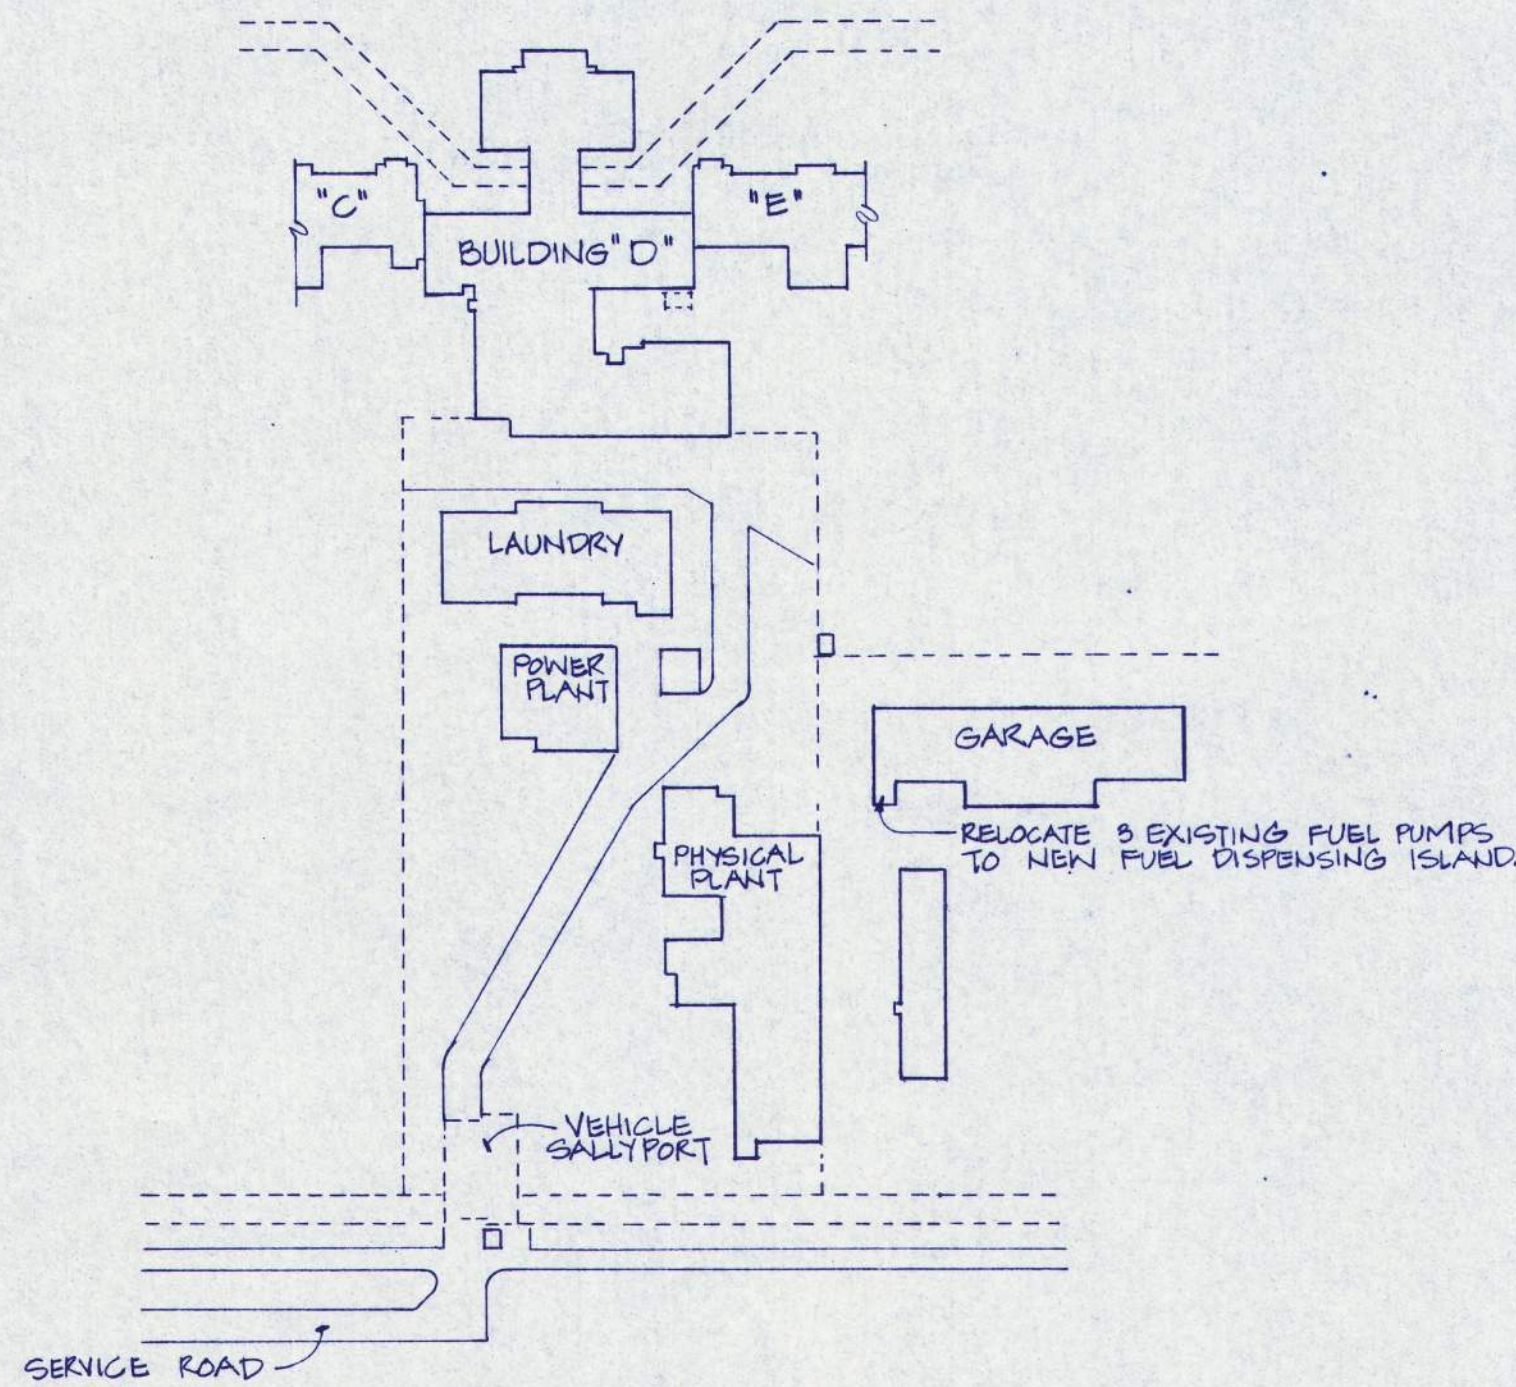 "C"
"E"
BUILDING "D"
LAUNDRY
POWER
PLANT
GARAGE
RELOCATE 3 EXISTING FUEL PUMPS
TO NEW FUEL DISPENSING ISLAND.
PHYSICAL
PLANT
VEHICLE
SALLYPORT
SERVICE ROAD